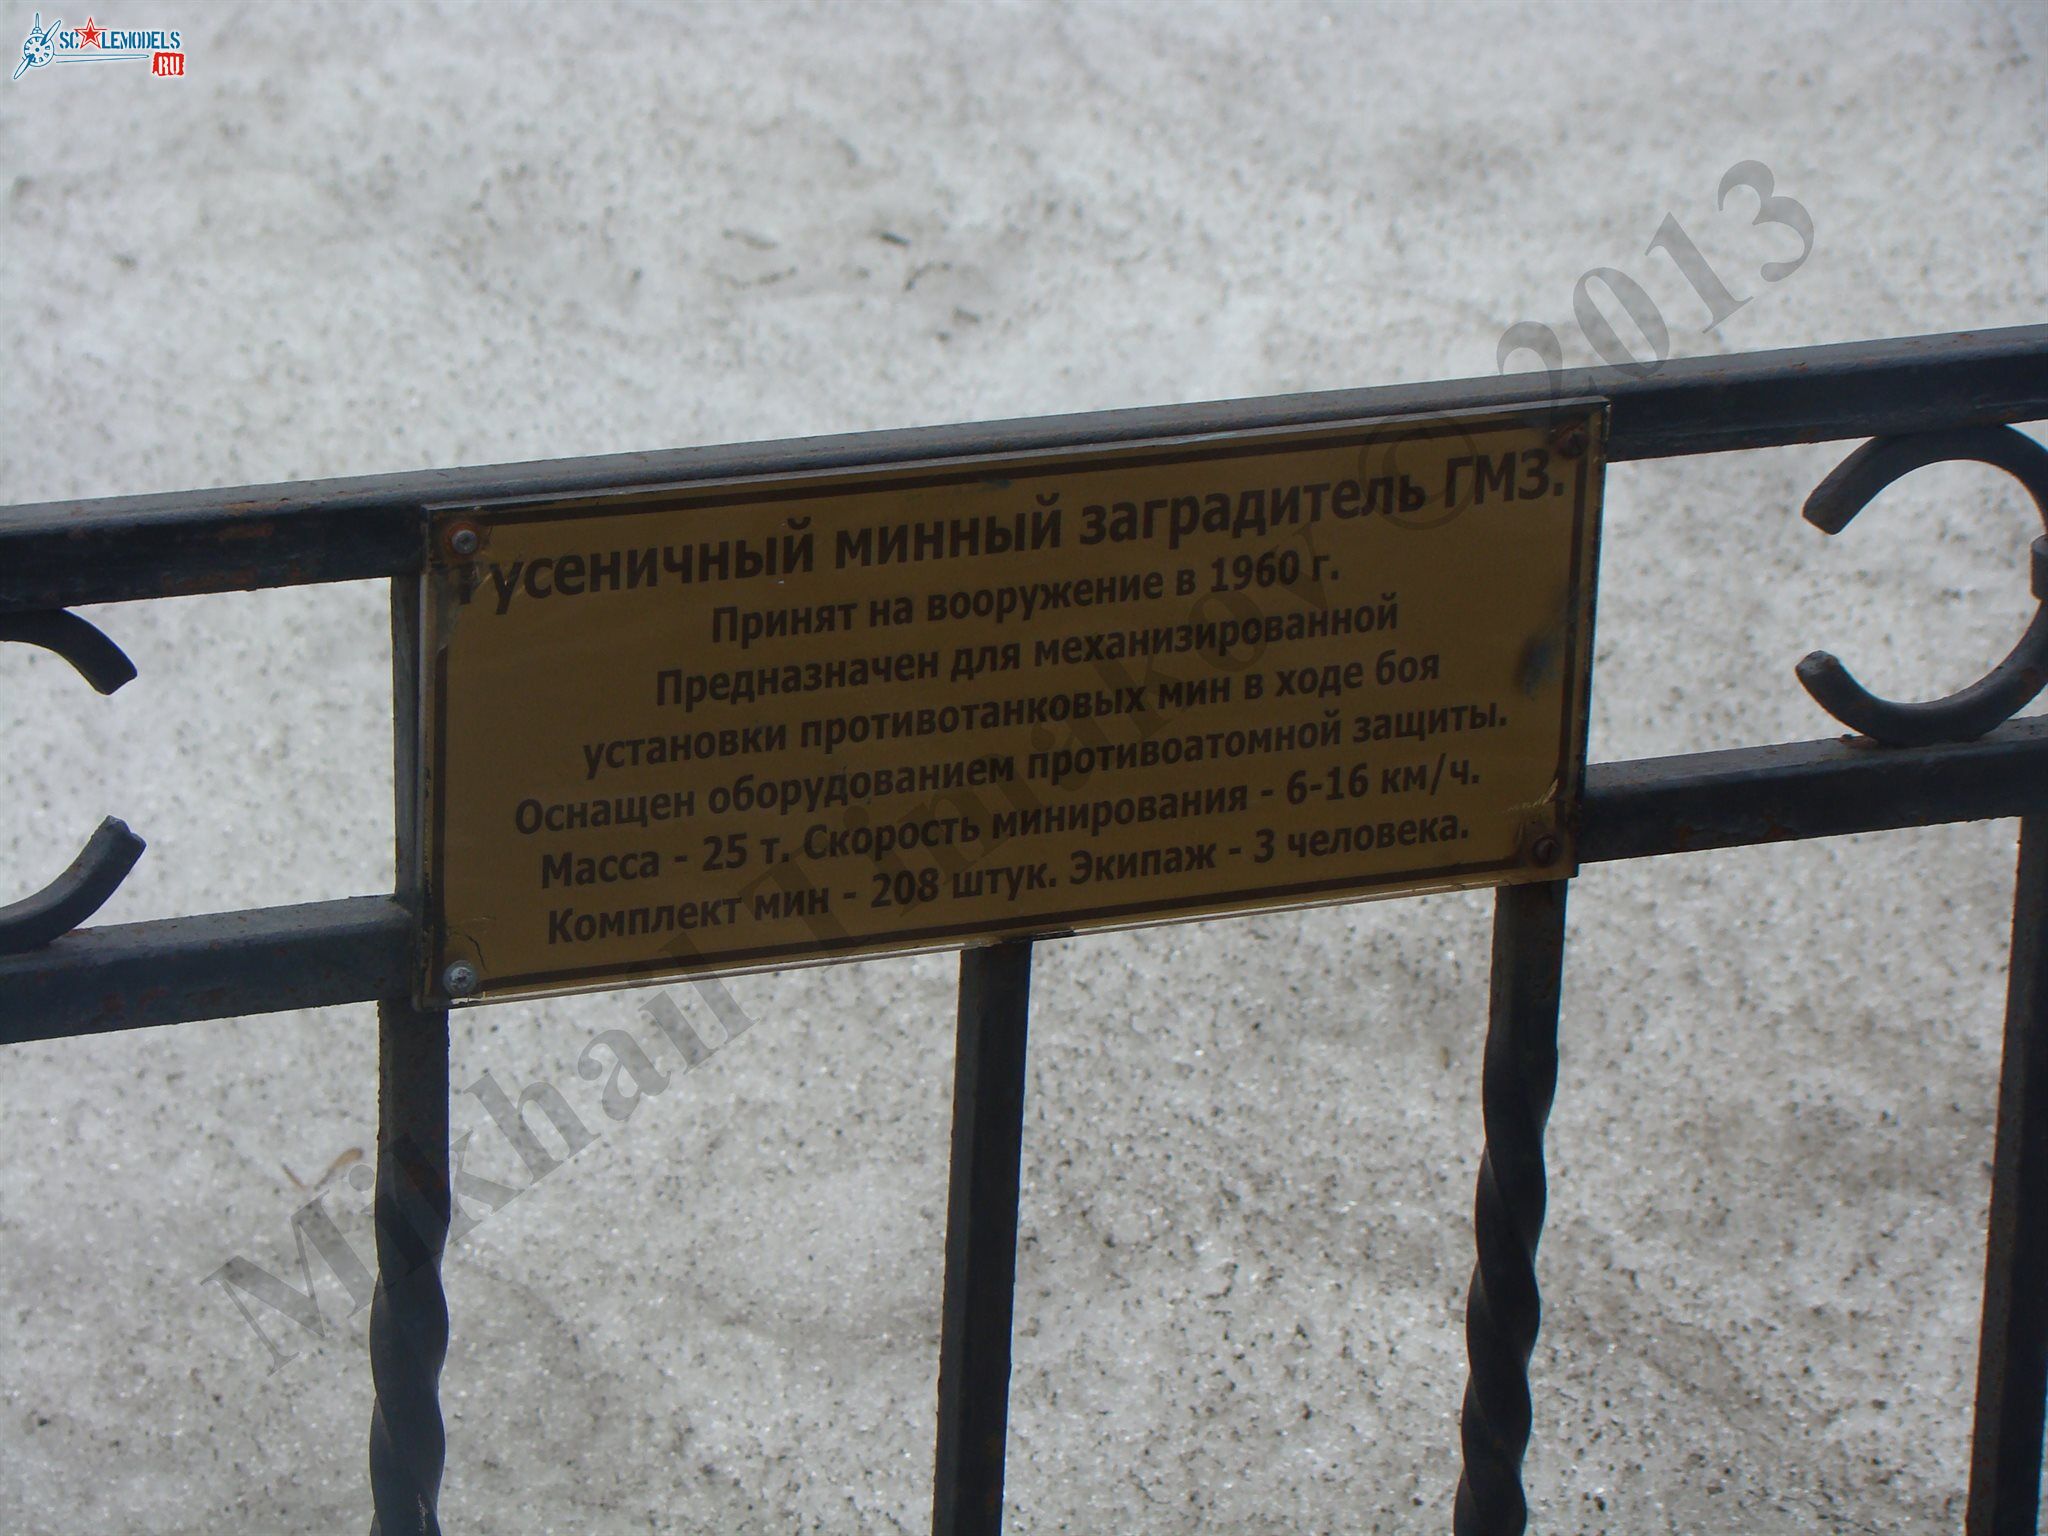 SCALEMODELS
RU
Гусеничный минный заградитель ГМЗ.
Принят на вооружение в 1960 г.
Предназначен для механизированной
установки противотанковых мин в ходе боя
Оснащен оборудованием противоатомной защиты.
Масса - 25 т. Скорость минирования - 6-16 км/ч.
Комплект мин - 208 штук. Экипаж - 3 человека.
Mikhail © 2013